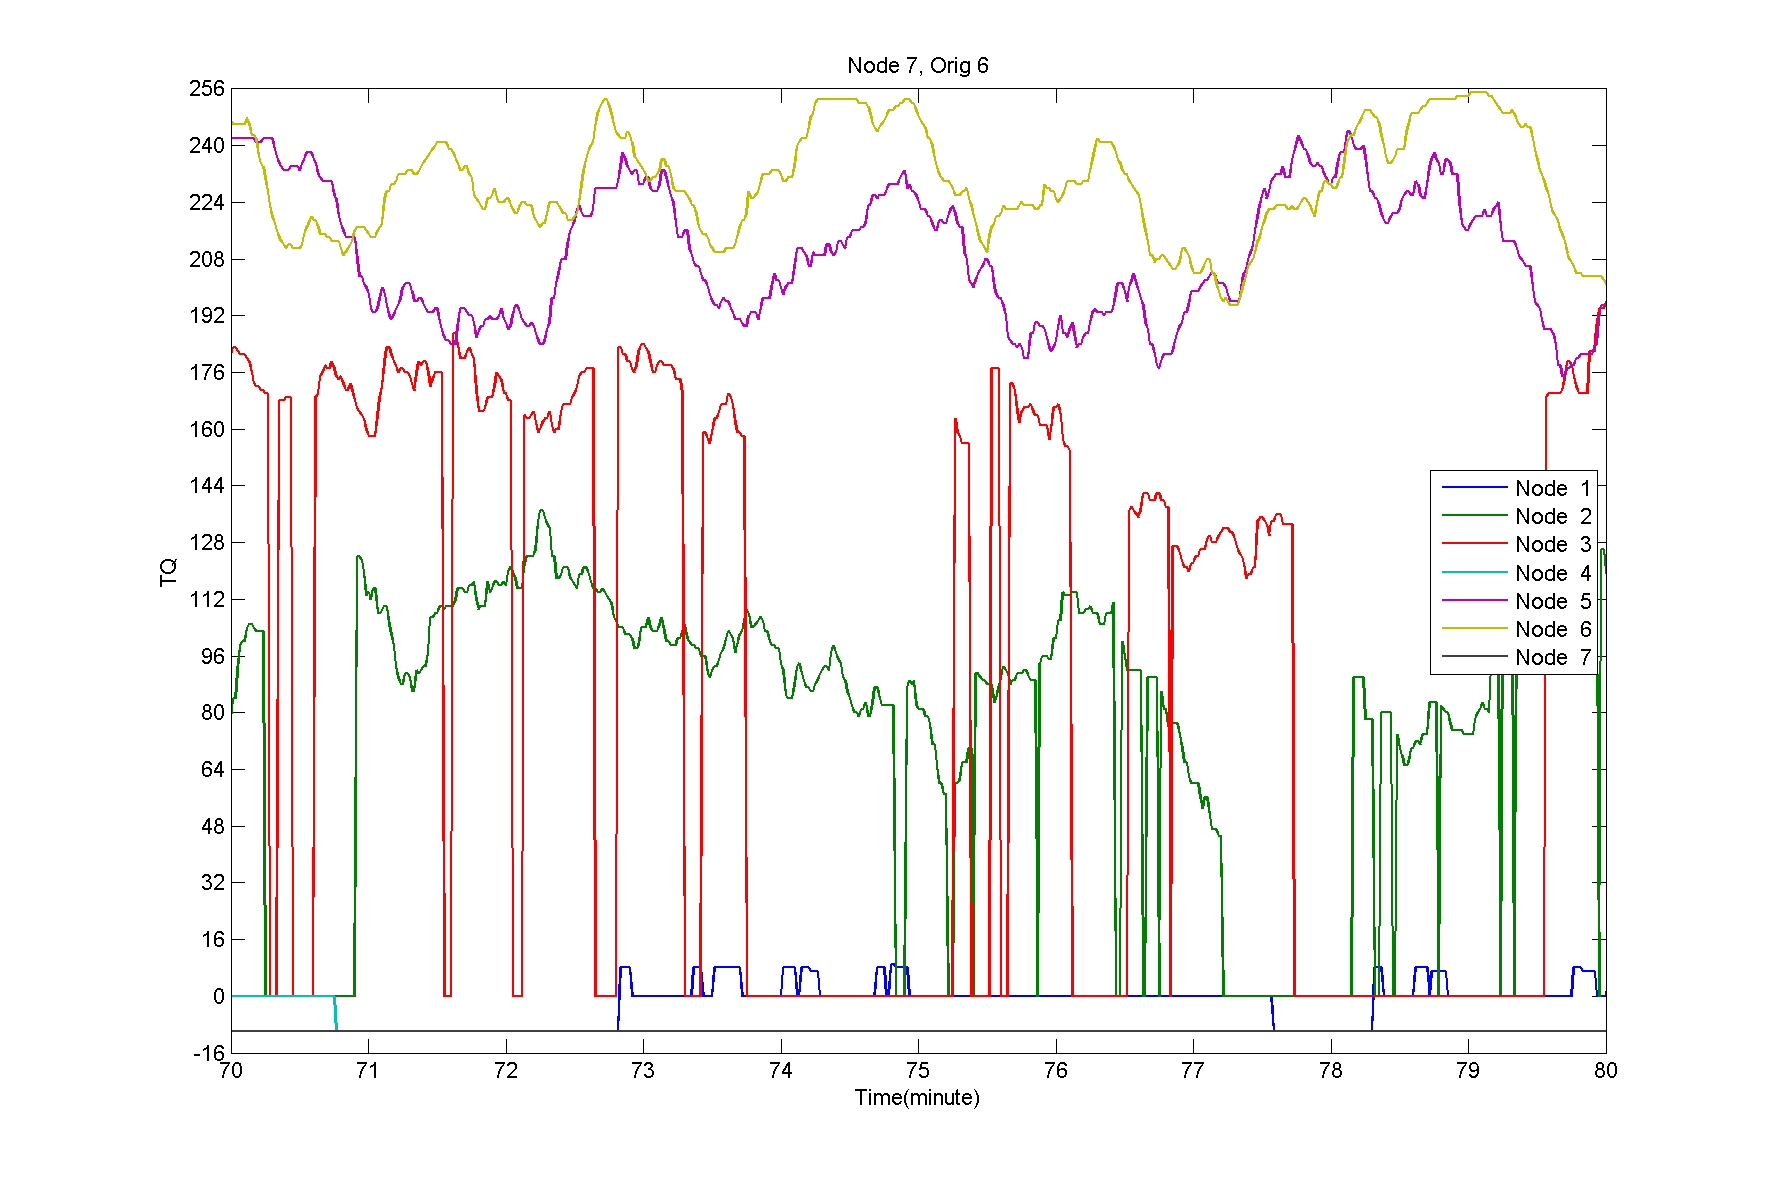 Node 7, Orig 6
256
240
224
208
192
176
160
144
128
112
96
80
64
48
32
16
0
-16
TQ
Node 1
Node 2
Node 3
Node 4
Node 5
Node 6
Node 7
70 71 72 73 74 75 76 77 78 79 80
Time(minute)